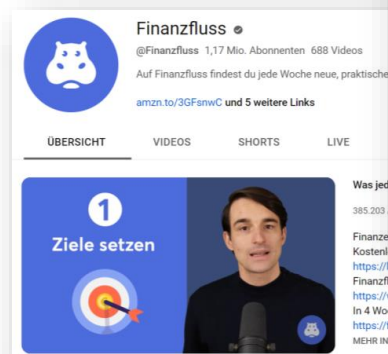 Finanzfluss
@Finanzfluss 1,17 Mio. Abonnenten 688 Videos
Auf Finanzfluss findest du jede Woche neue, praktische
amzn.to/3GFsnwC und 5 weitere Links
ÜBERSICHT VIDEOS SHORTS LIVE
1
Ziele setzen
Was jed
385.203
Finanze
Kostenl
https://
Finanzf
https://
In 4 Wo
https://
MEHR IN